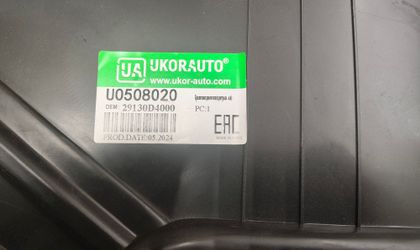 UA UKORAUTO®
www.ukor-auto.com
U0508020
OEM: 29130D4000 PC:1
EAC
PROD.DATE:05.2024